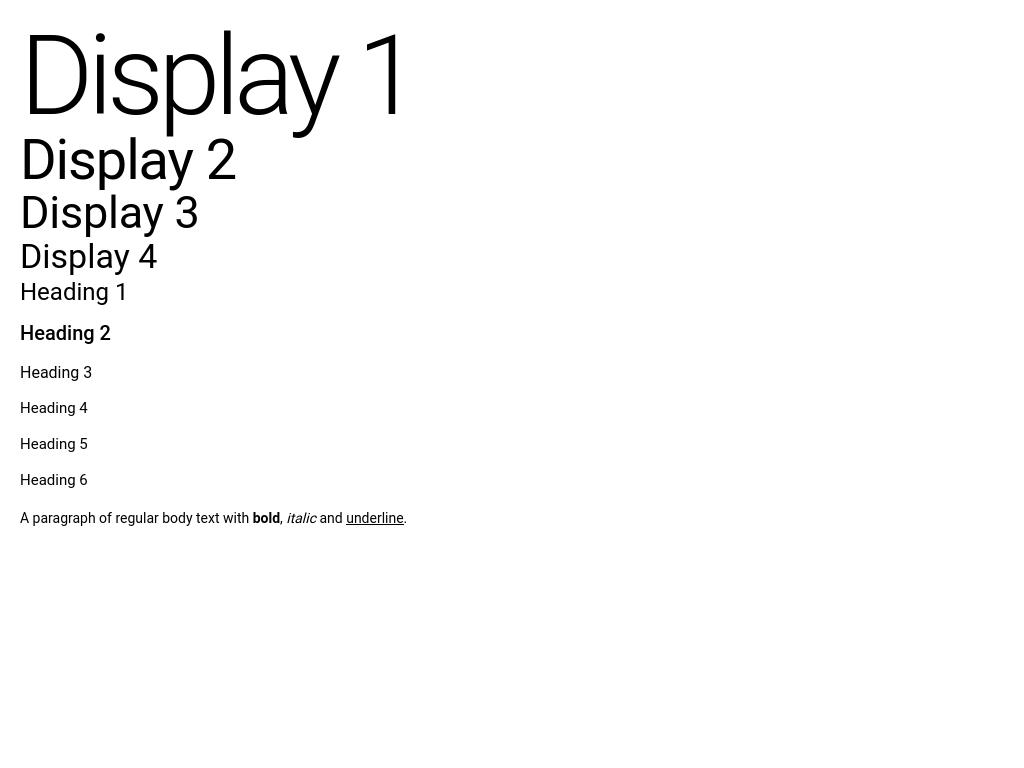 Display 1
Display 2
Display 3
Display 4
Heading 1
Heading 2
Heading 3
Heading 4
Heading 5
Heading 6
A paragraph of regular body text with bold, italic and underline.